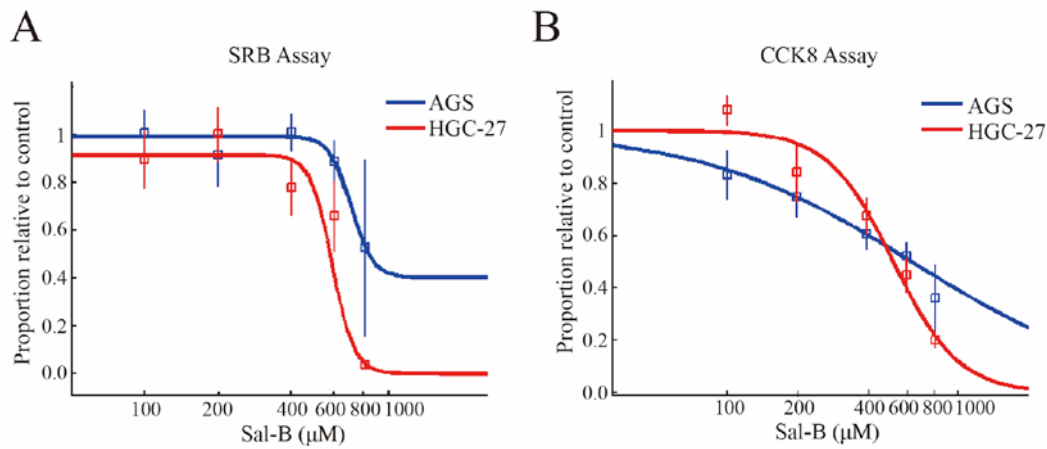 A
SRB Assay
AGS
HGC-27
Proportion relative to control
1
0.8
0.6
0.4
0.2
0.0
100 200 400 600 800 1000
Sal-B (μM)
B
CCK8 Assay
AGS
HGC-27
Proportion relative to control
1
0.8
0.6
0.4
0.2
0
100 200 400 600 800 1000
Sal-B (μM)